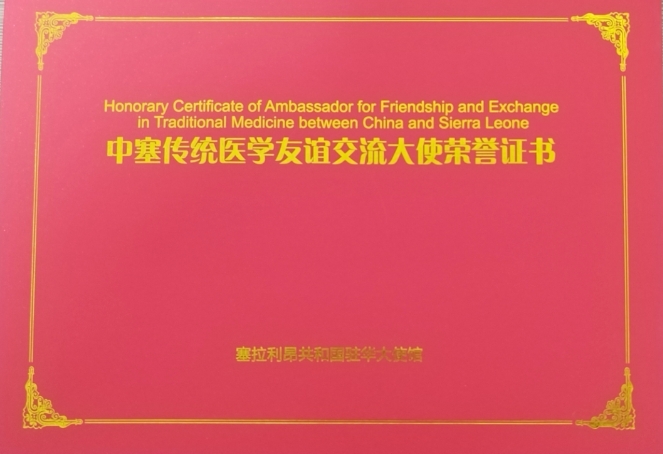 Honorary Certificate of Ambassador for Friendship and Exchange
in Traditional Medicine between China and Sierra Leone
中塞传统医学友谊交流大使荣誉证书
塞拉利昂共和国驻华大使馆